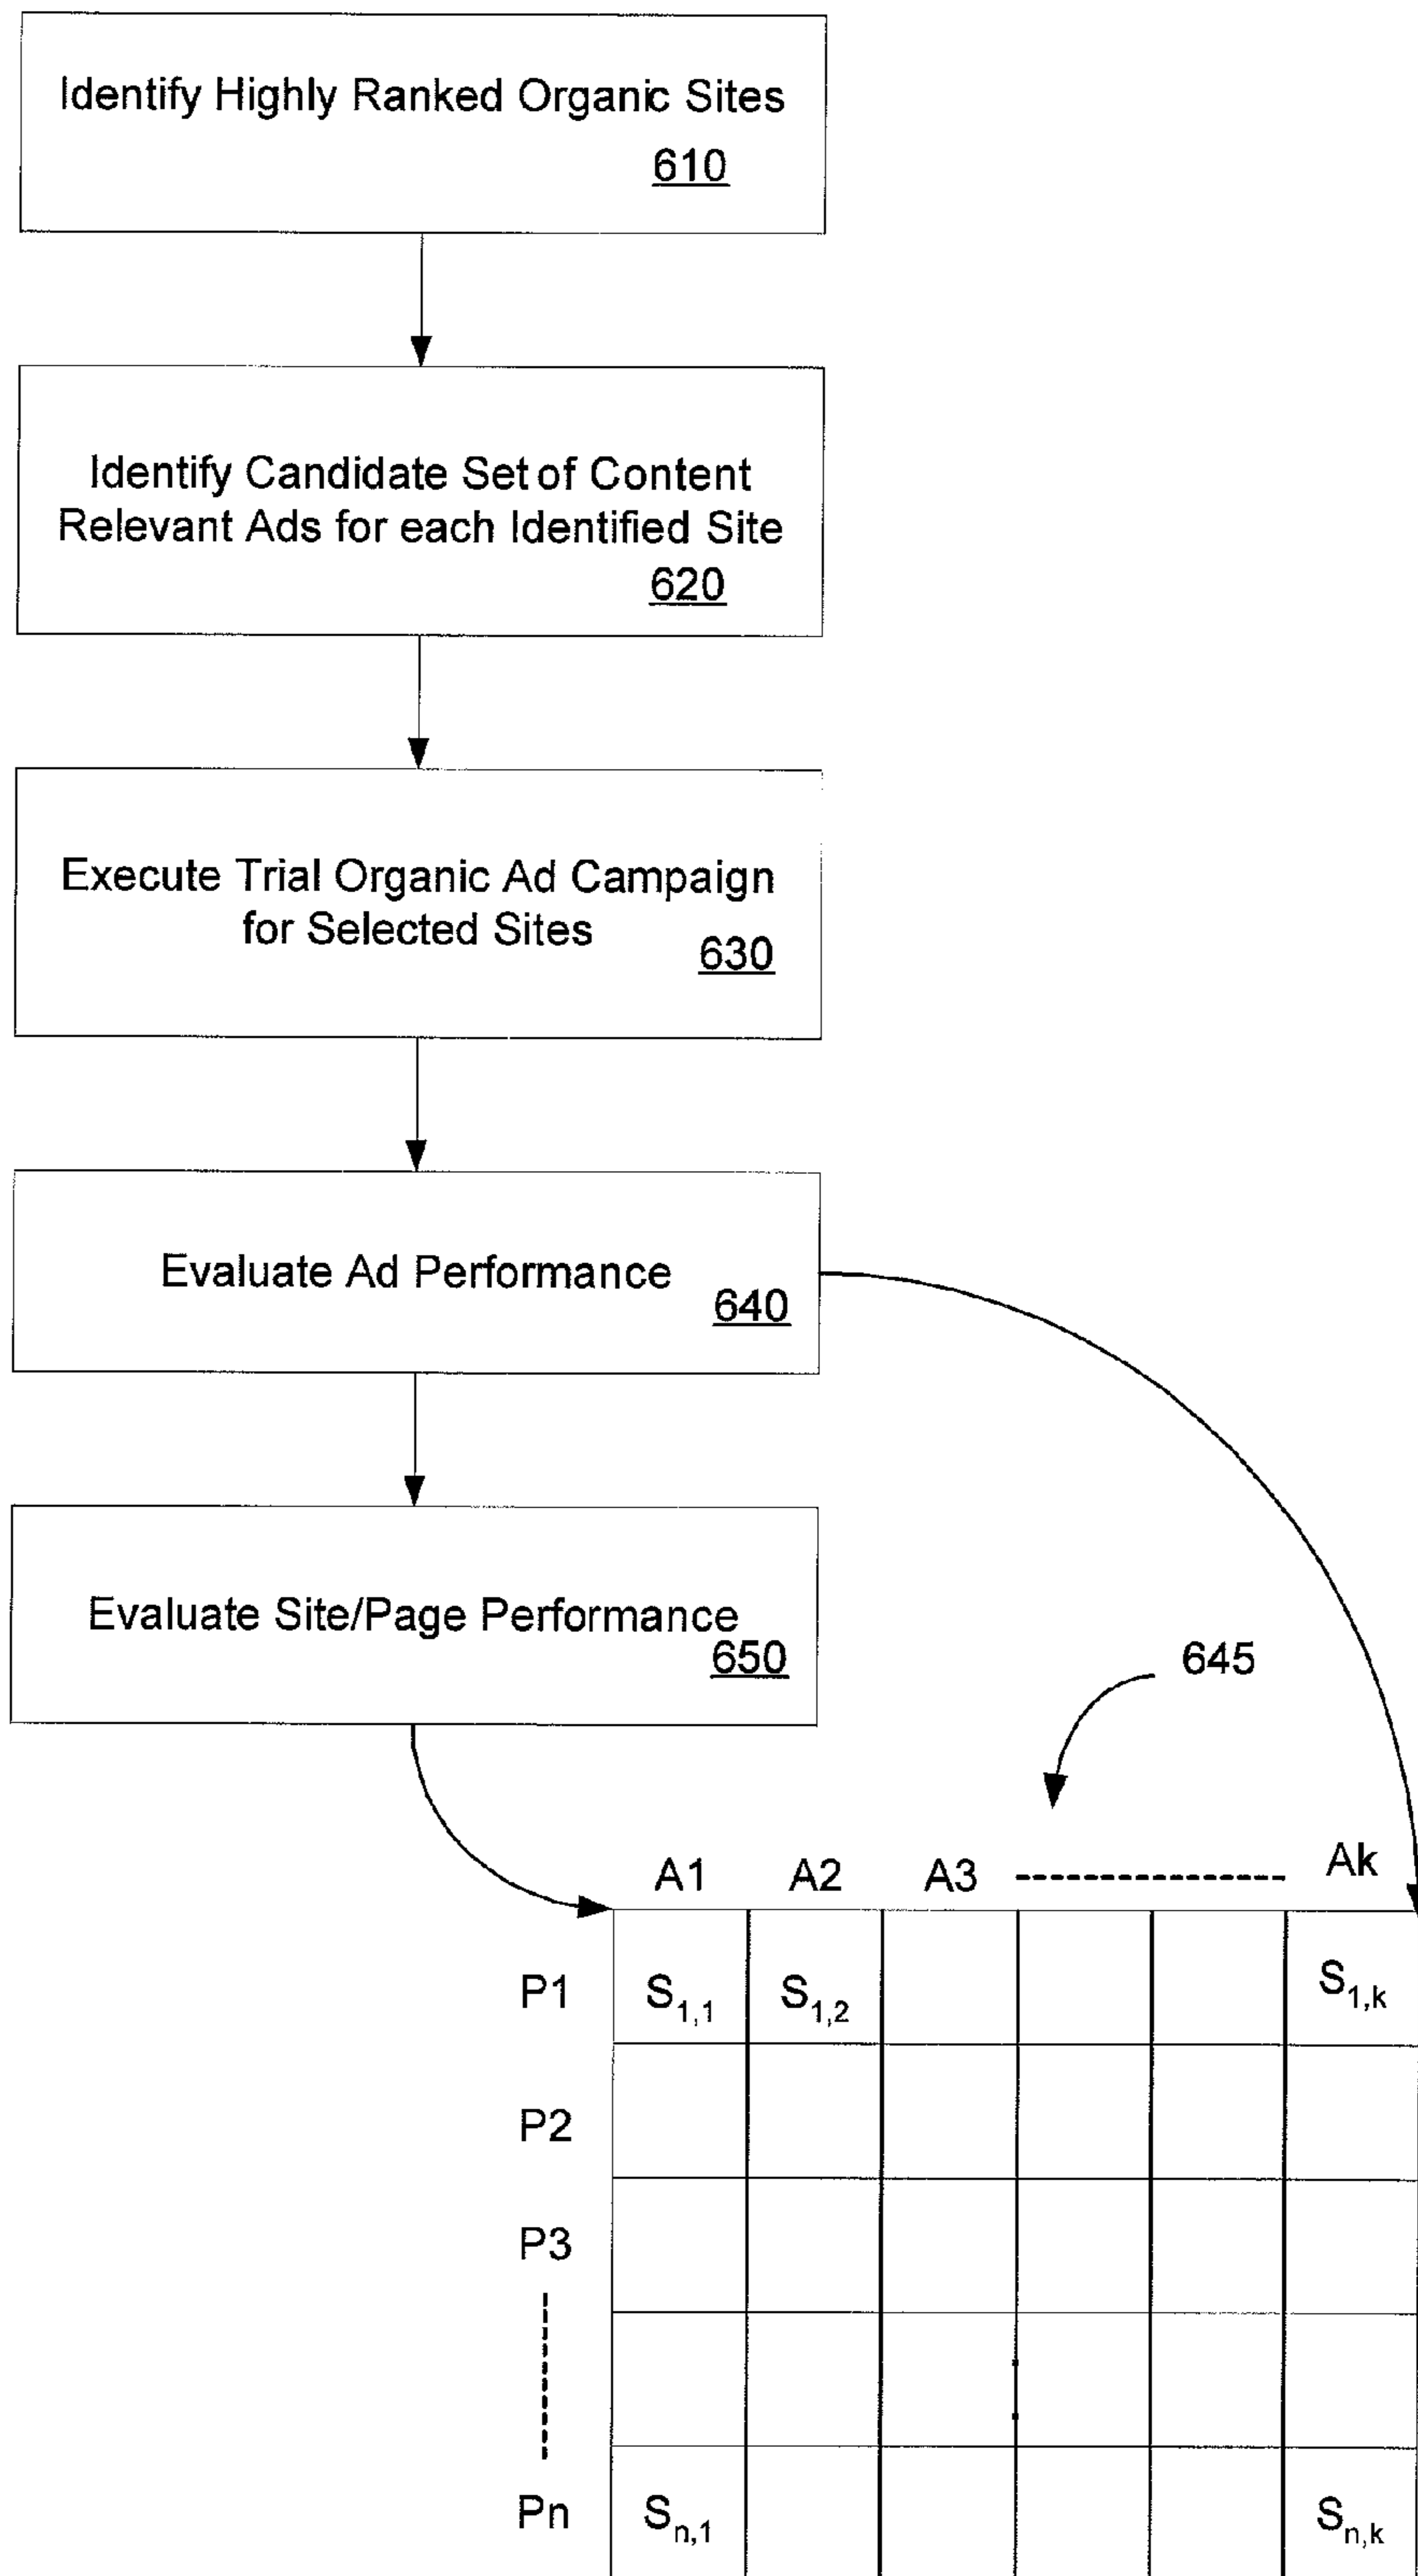 Identify Highly Ranked Organic Sites
610
Identify Candidate Set of Content
Relevant Ads for each Identified Site
620
Execute Trial Organic Ad Campaign
for Selected Sites
630
Evaluate Ad Performance
640
Evaluate Site/Page Performance
650
645
A1 A2 A3 Ak
P1 S1,1 S1,2 S1,k
P2
P3
Pn Sn,1 Sn,k